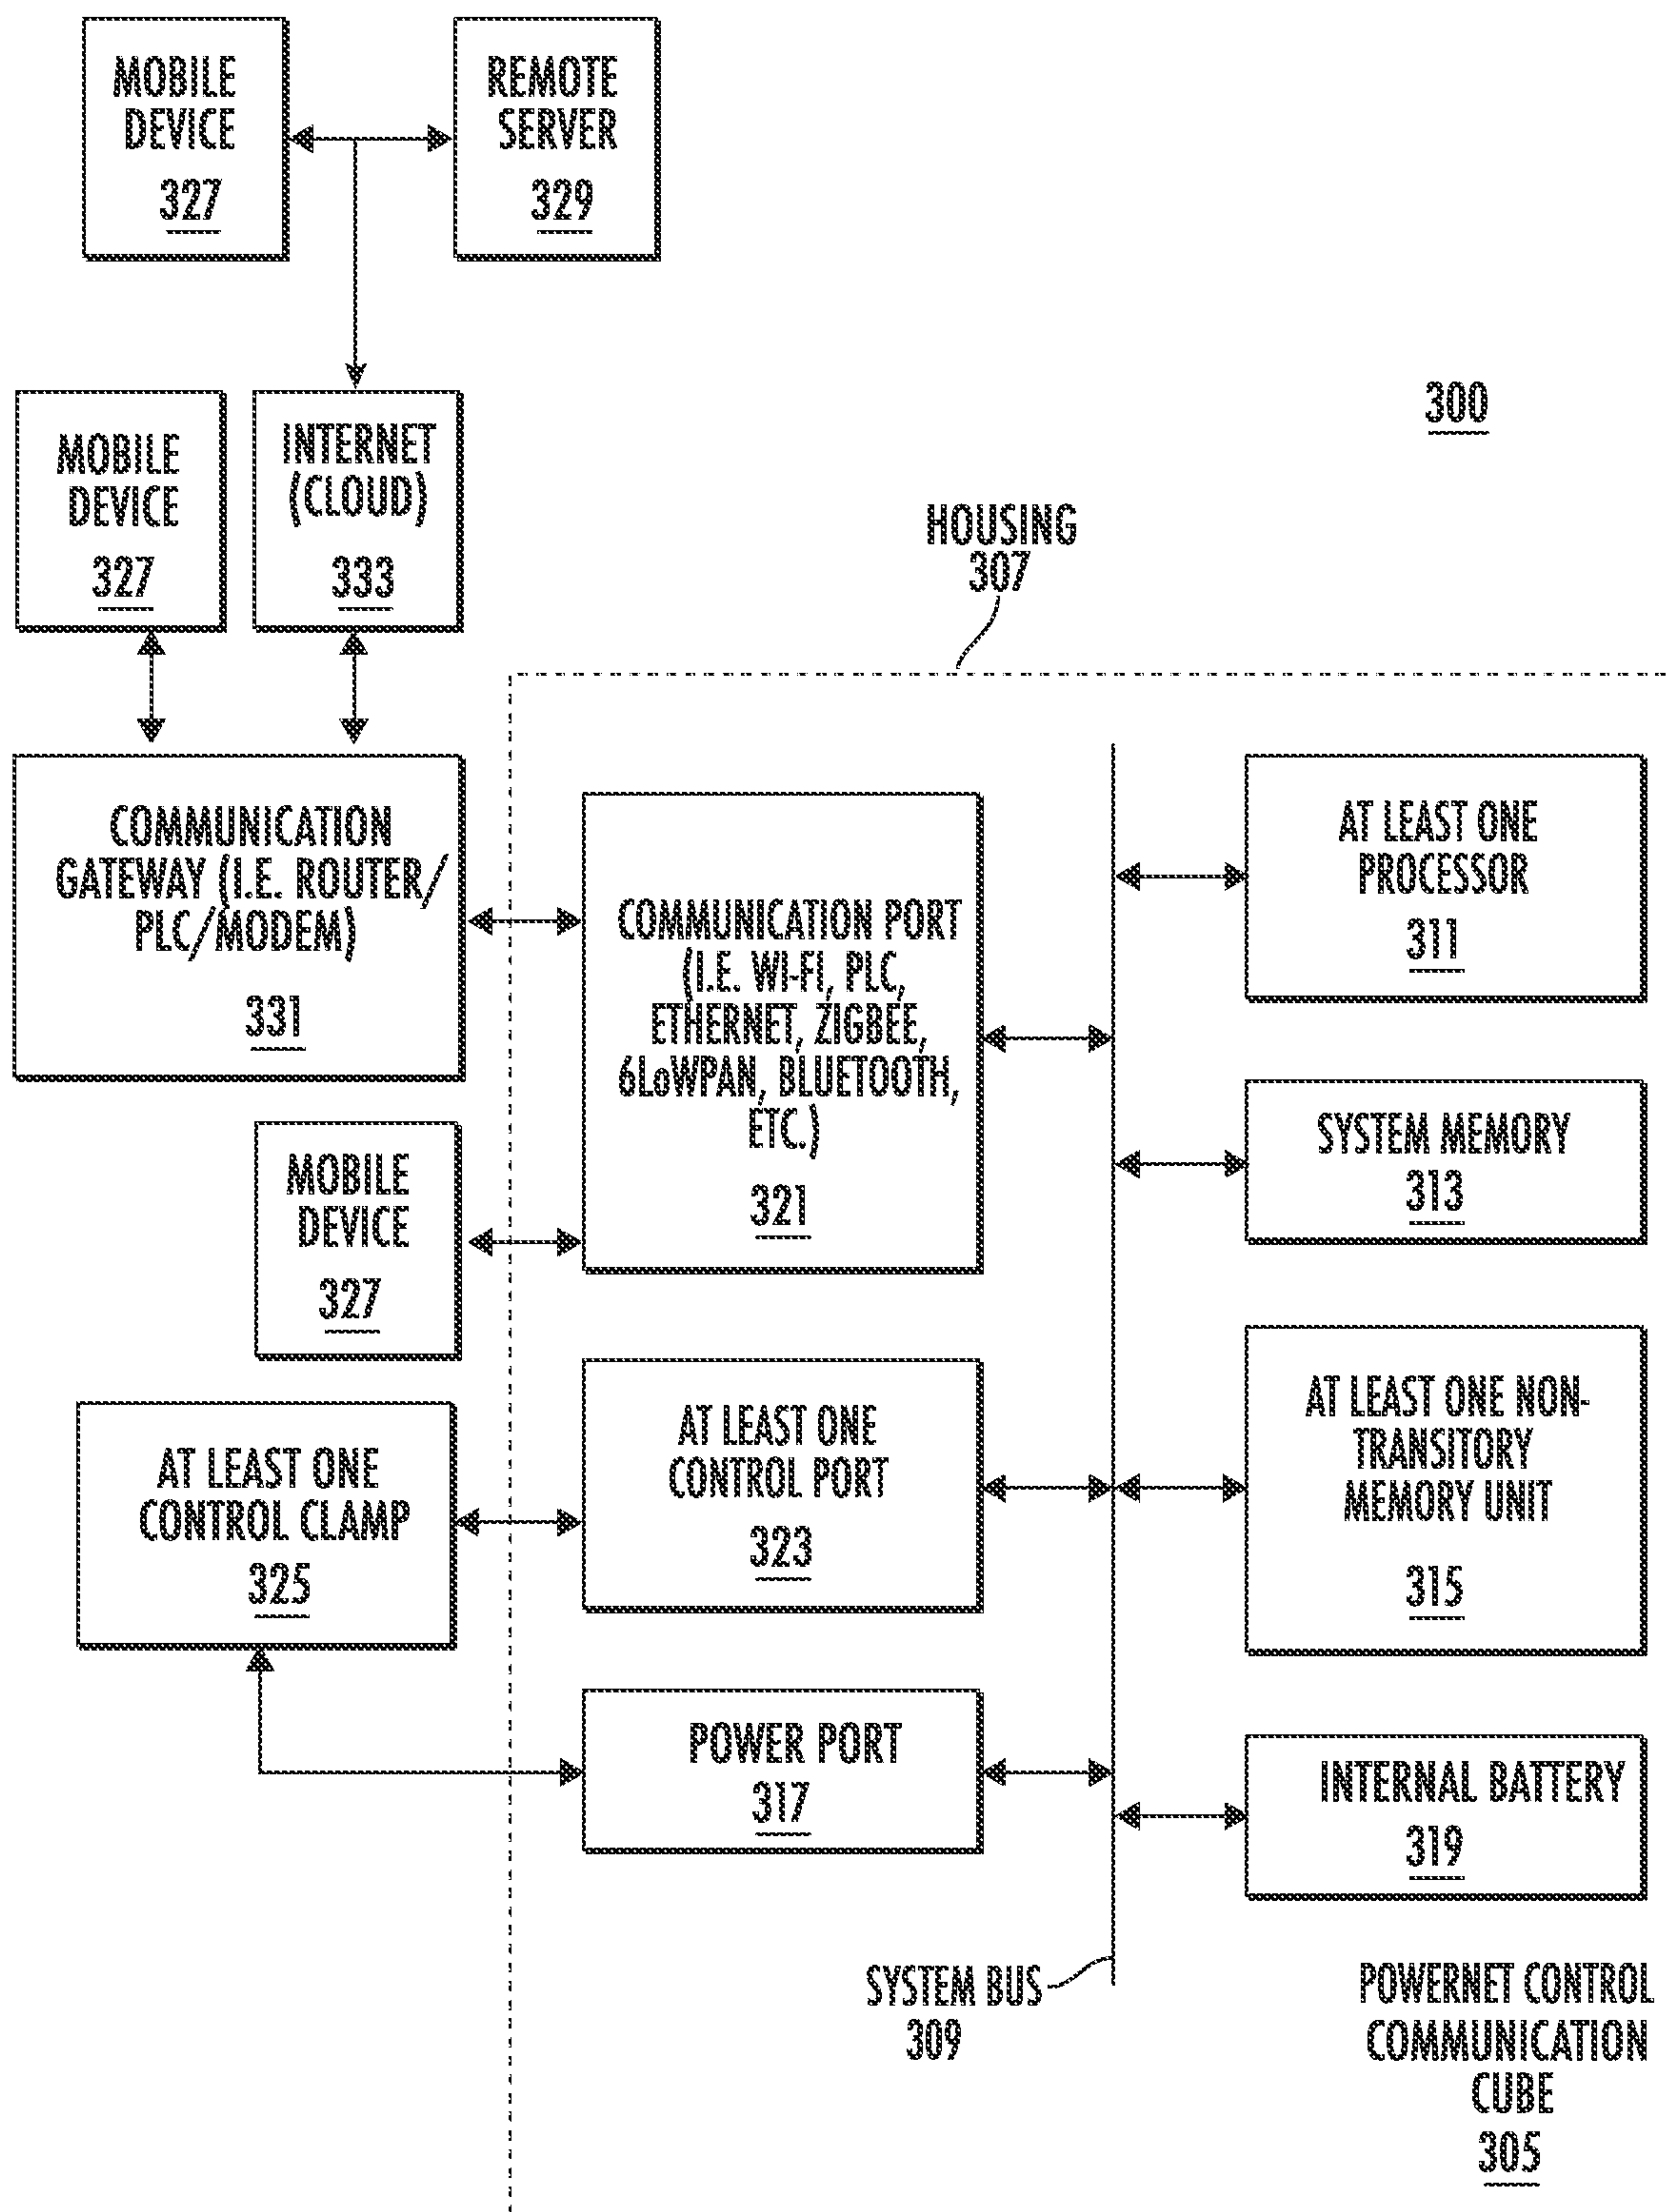 MOBILE
DEVICE
327
REMOTE
SERVER
329
MOBILE
DEVICE
327
INTERNET
(CLOUD)
333
300
HOUSING
307
COMMUNICATION
GATEWAY (I.E. ROUTER/
PLC/MODEM)
331
COMMUNICATION PORT
(I.E. WI-FI, PLC,
ETHERNET, ZIGBEE,
6LoWPAN, BLUETOOTH,
ETC.)
321
AT LEAST ONE
PROCESSOR
311
SYSTEM MEMORY
313
MOBILE
DEVICE
327
AT LEAST ONE
CONTROL CLAMP
325
AT LEAST ONE
CONTROL PORT
323
AT LEAST ONE NON-
TRANSITORY
MEMORY UNIT
315
POWER PORT
317
INTERNAL BATTERY
319
SYSTEM BUS
309
POWERNET CONTROL
COMMUNICATION
CUBE
305